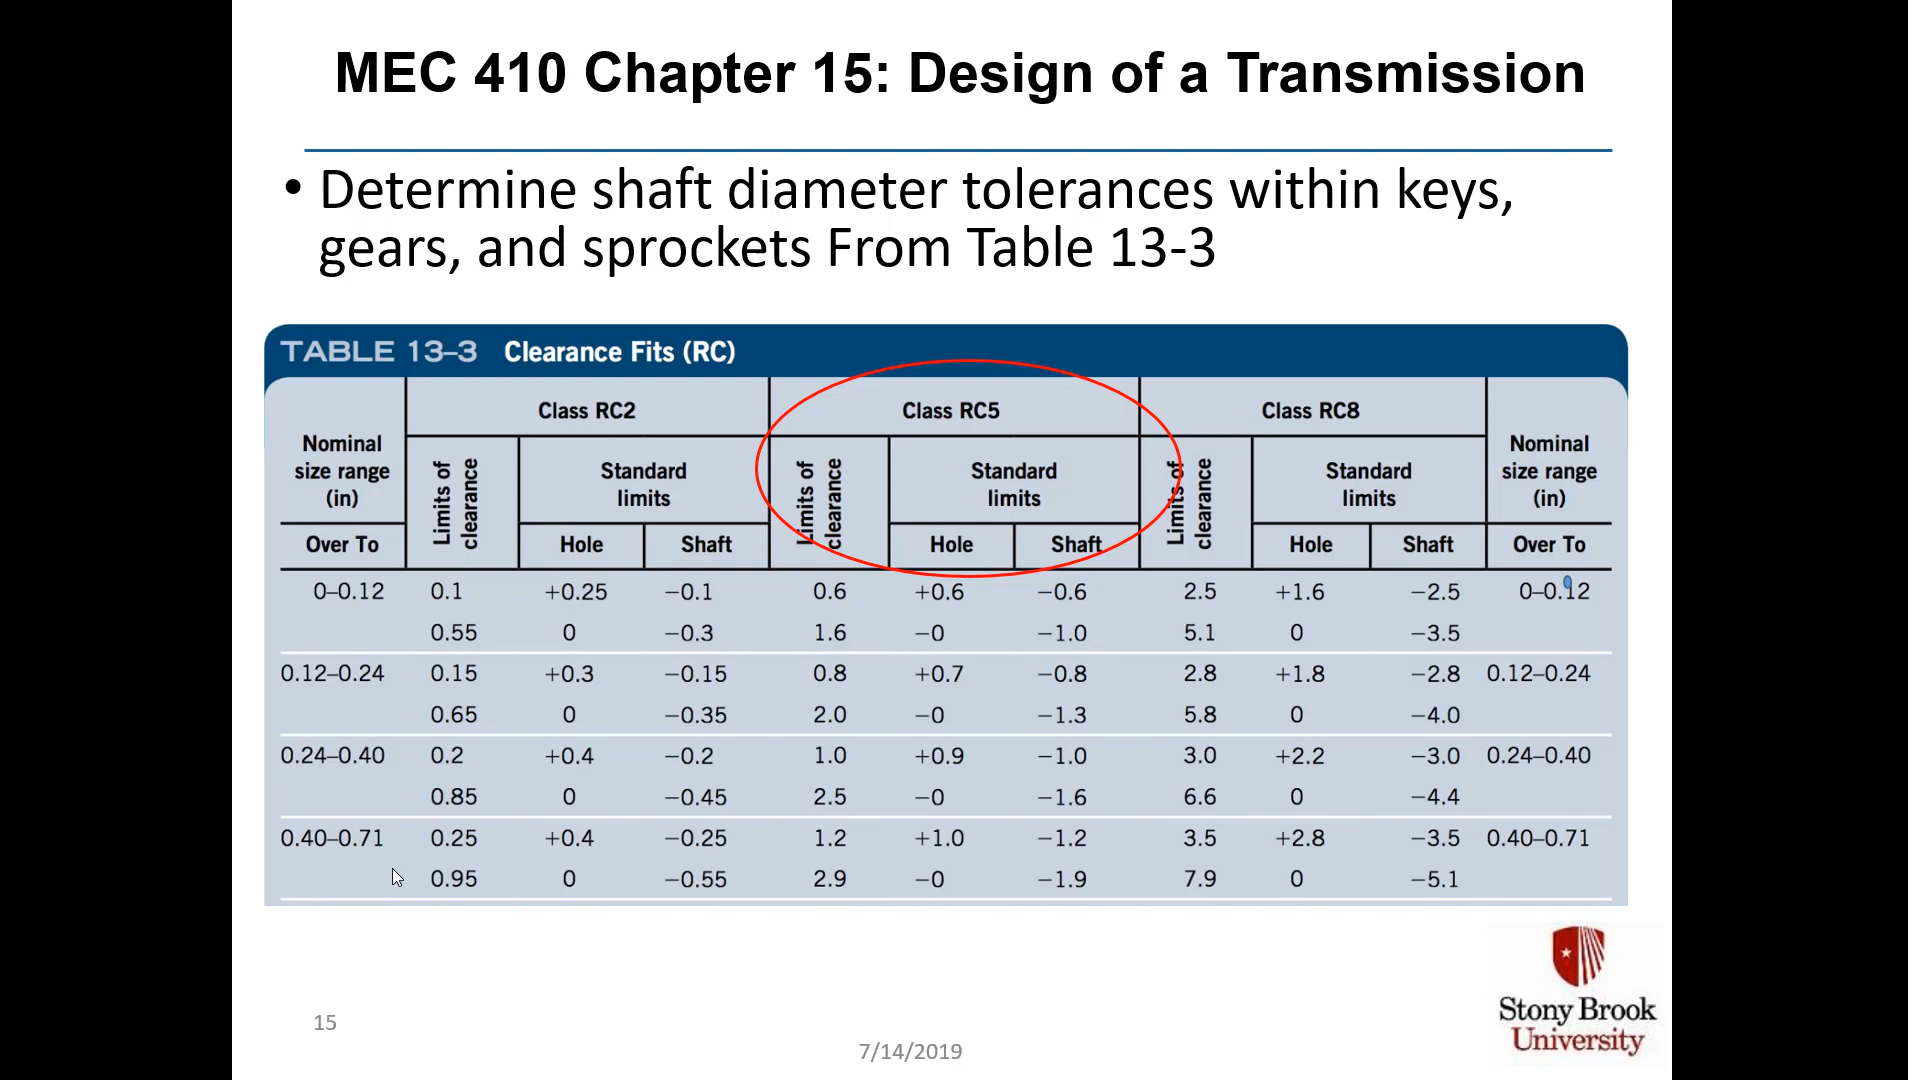 MEC 410 Chapter 15: Design of a Transmission
• Determine shaft diameter tolerances within keys,
gears, and sprockets From Table 13-3
TABLE 13–3 Clearance Fits (RC)
Class RC2 Class RC5 Class RC8
Nominal size range (in) Limits of clearance Standard limits Limits of clearance Standard limits Limits of clearance Standard limits Nominal size range (in)
Over To Hole Shaft Hole Shaft Hole Shaft Over To
0–0.12 0.1 +0.25 −0.1 0.6 +0.6 −0.6 2.5 +1.6 −2.5 0–0.12
0.55 0 −0.3 1.6 −0 −1.0 5.1 0 −3.5
0.12–0.24 0.15 +0.3 −0.15 0.8 +0.7 −0.8 2.8 +1.8 −2.8 0.12–0.24
0.65 0 −0.35 2.0 −0 −1.3 5.8 0 −4.0
0.24–0.40 0.2 +0.4 −0.2 1.0 +0.9 −1.0 3.0 +2.2 −3.0 0.24–0.40
0.85 0 −0.45 2.5 −0 −1.6 6.6 0 −4.4
0.40–0.71 0.25 +0.4 −0.25 1.2 +1.0 −1.2 3.5 +2.8 −3.5 0.40–0.71
0.95 0 −0.55 2.9 −0 −1.9 7.9 0 −5.1
Stony Brook
University
15
7/14/2019